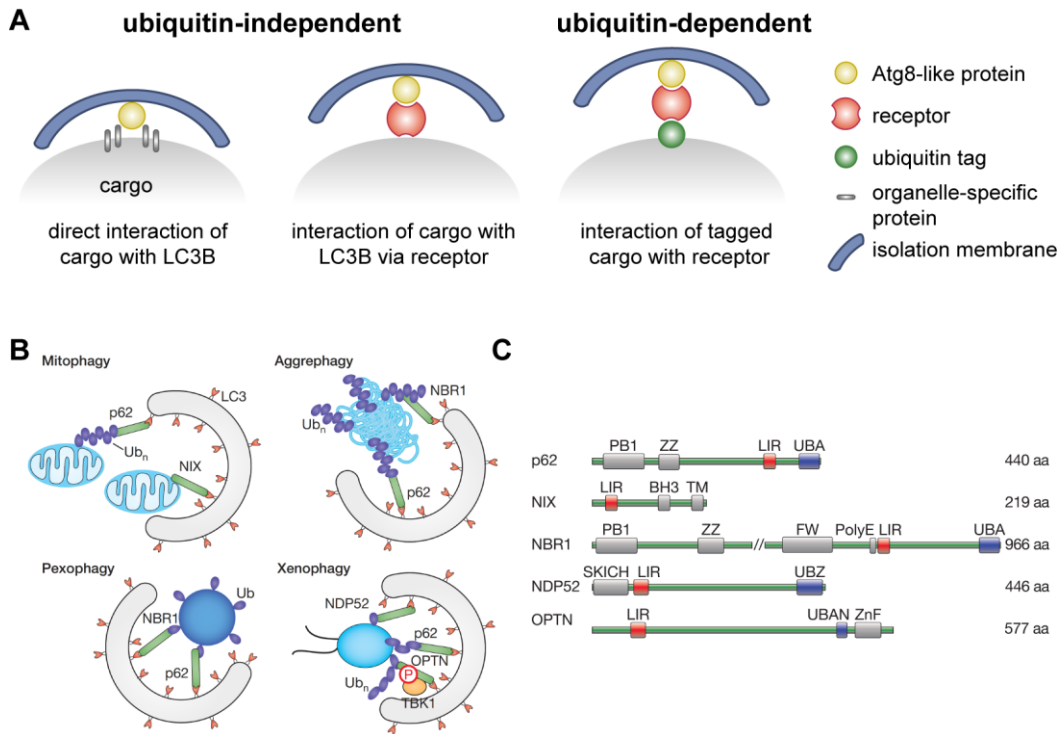 A
ubiquitin-independent
ubiquitin-dependent
cargo
direct interaction of
cargo with LC3B
interaction of cargo with
LC3B via receptor
interaction of tagged
cargo with receptor
Atg8-like protein
receptor
ubiquitin tag
organelle-specific
protein
isolation membrane
B
Mitophagy
LC3
p62
Ubn
NIX
Aggrephagy
NBR1
Ubn
p62
Pexophagy
Ub
NBR1
p62
Xenophagy
NDP52
p62
OPTN
P
Ubn
TBK1
C
PB1 ZZ LIR UBA
p62 440 aa
LIR BH3 TM
NIX 219 aa
PB1 ZZ FW PolyE LIR UBA
NBR1 // 966 aa
SKICH LIR UBZ
NDP52 446 aa
LIR UBAN ZnF
OPTN 577 aa